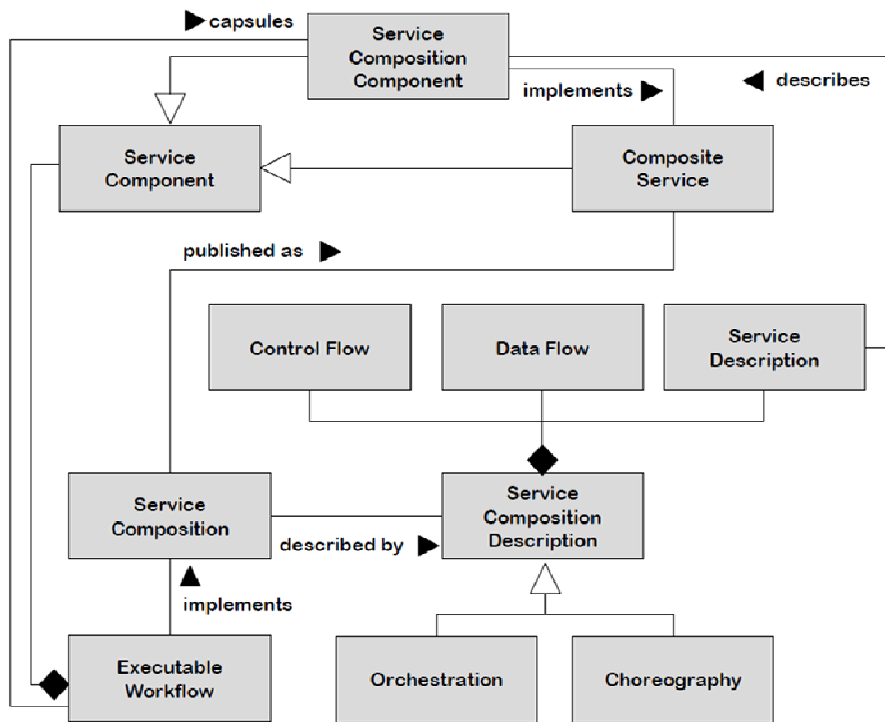 capsules
Service
Composition
Component
implements
describes
Service
Component
Composite
Service
published as
Control Flow
Data Flow
Service
Description
Service
Composition
described by
Service
Composition
Description
implements
Executable
Workflow
Orchestration
Choreography